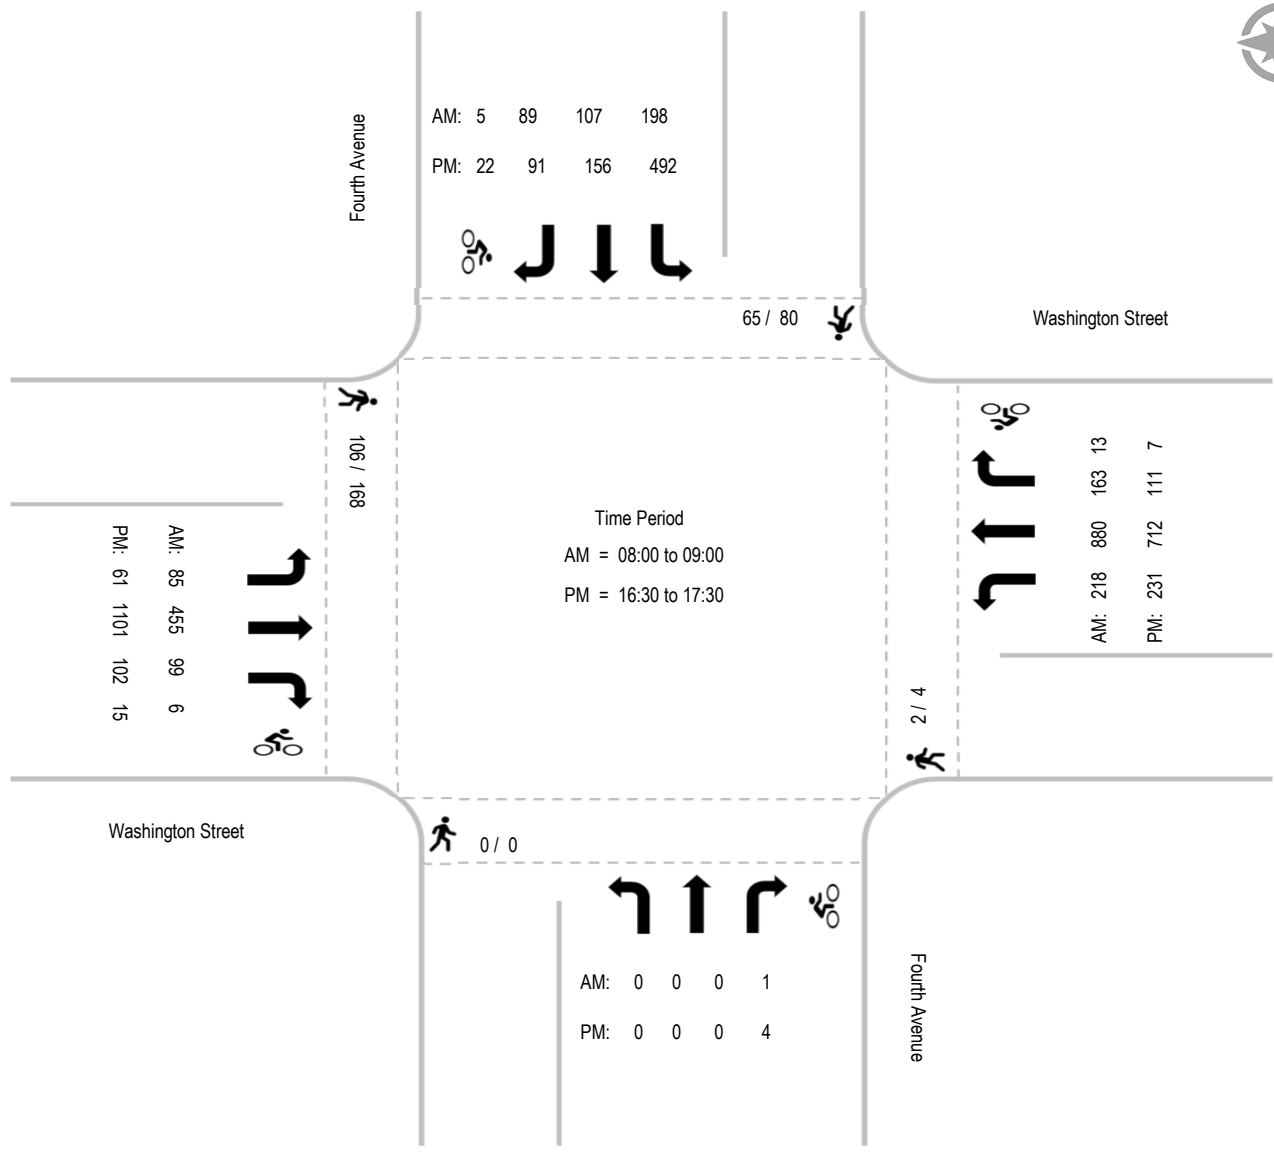 Fourth Avenue
AM: 5 89 107 198
PM: 22 91 156 492
65 / 80
Washington Street
106 / 168
AM: 85 455 99 6
PM: 61 1101 102 15
Time Period
AM = 08:00 to 09:00
PM = 16:30 to 17:30
AM: 218 880 163 13
PM: 231 712 111 7
2 / 4
Washington Street
0 / 0
AM: 0 0 0 1
PM: 0 0 0 4
Fourth Avenue